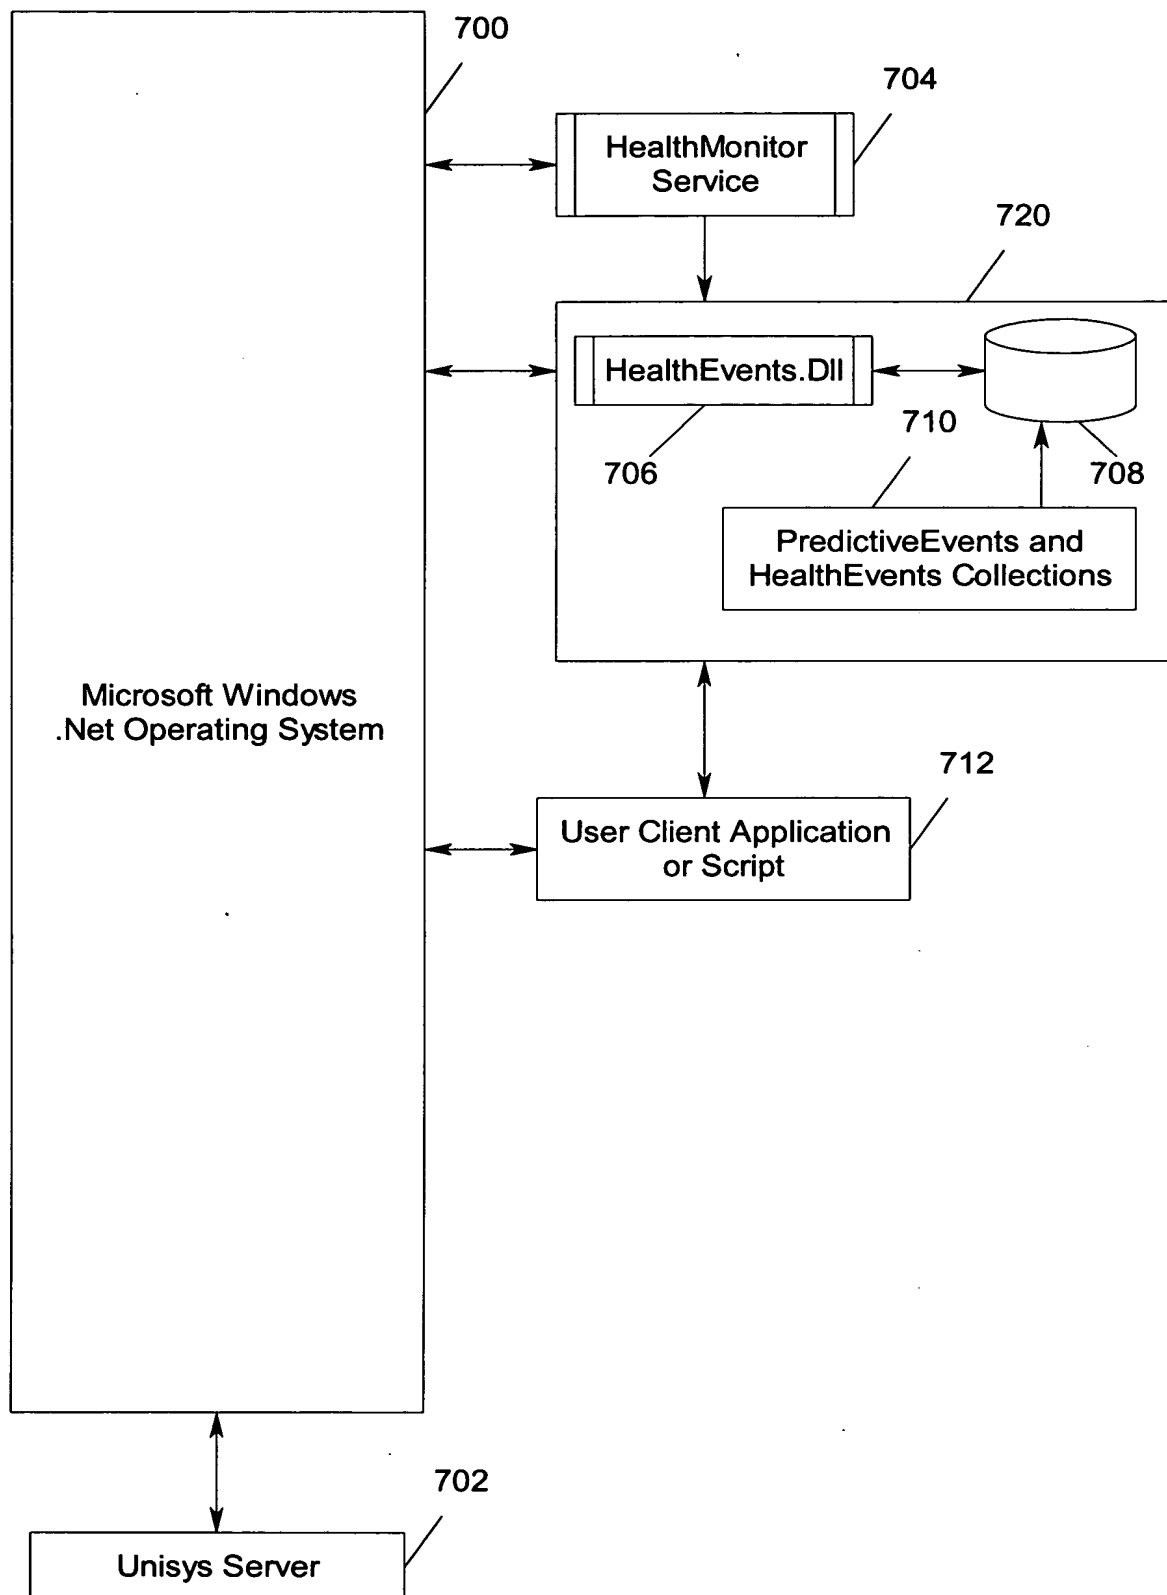 700
704
HealthMonitor
Service
720
HealthEvents.Dll
710
706
708
PredictiveEvents and
HealthEvents Collections
Microsoft Windows
.Net Operating System
712
User Client Application
or Script
702
Unisys Server